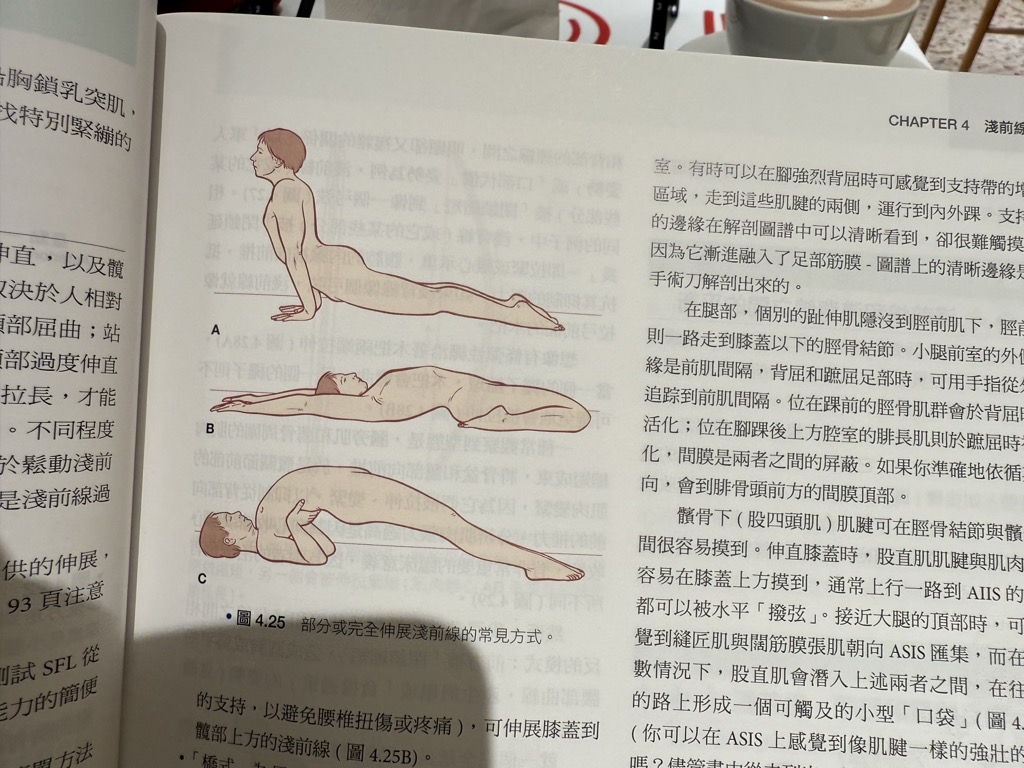 胸鎖乳突肌，
找特別緊繃的
伸直，以及髖
取決於人相對
頸部屈曲；站
頸部過度伸直
拉長，才能
。不同程度
於鬆動淺前
是淺前線過
供的伸展，
93 頁注意
測試 SFL 從
能力的簡便
單方法
CHAPTER 4 淺前線
A
B
C
• 圖 4.25 部分或完全伸展淺前線的常見方式。
的支持，以避免腰椎扭傷或疼痛），可伸展膝蓋到
髖部上方的淺前線（圖 4.25B）。
•「橋式
室。有時可以在腳強烈背屈時可感覺到支持帶的
區域，走到這些肌腱的兩側，運行到內外踝。支持
的邊緣在解剖圖譜中可以清晰看到，卻很難觸摸
因為它漸進融入了足部筋膜 - 圖譜上的清晰邊緣是
手術刀解剖出來的。
在腿部，個別的趾伸肌隱沒到脛前肌下，脛前
則一路走到膝蓋以下的脛骨結節。小腿前室的外側
緣是前肌間隔，背屈和蹠屈足部時，可用手指從外
追踪到前肌間隔。位在踝前的脛骨肌群會於背屈時
活化；位在腳踝後上方腔室的腓長肌則於蹠屈時活
化，間膜是兩者之間的屏蔽。如果你準確地依循
向，會到腓骨頭前方的間膜頂部。
髕骨下（股四頭肌）肌腱可在脛骨結節與髕骨
間很容易摸到。伸直膝蓋時，股直肌肌腱與肌肉
容易在膝蓋上方摸到，通常上行一路到 AIIS 的
都可以被水平「撥弦」。接近大腿的頂部時，可
覺到縫匠肌與闊筋膜張肌朝向 ASIS 匯集，而在
數情況下，股直肌會潛入上述兩者之間，在往
的路上形成一個可觸及的小型「口袋」（圖 4.
（你可以在 ASIS 上感覺到像肌腱一樣的強壯的